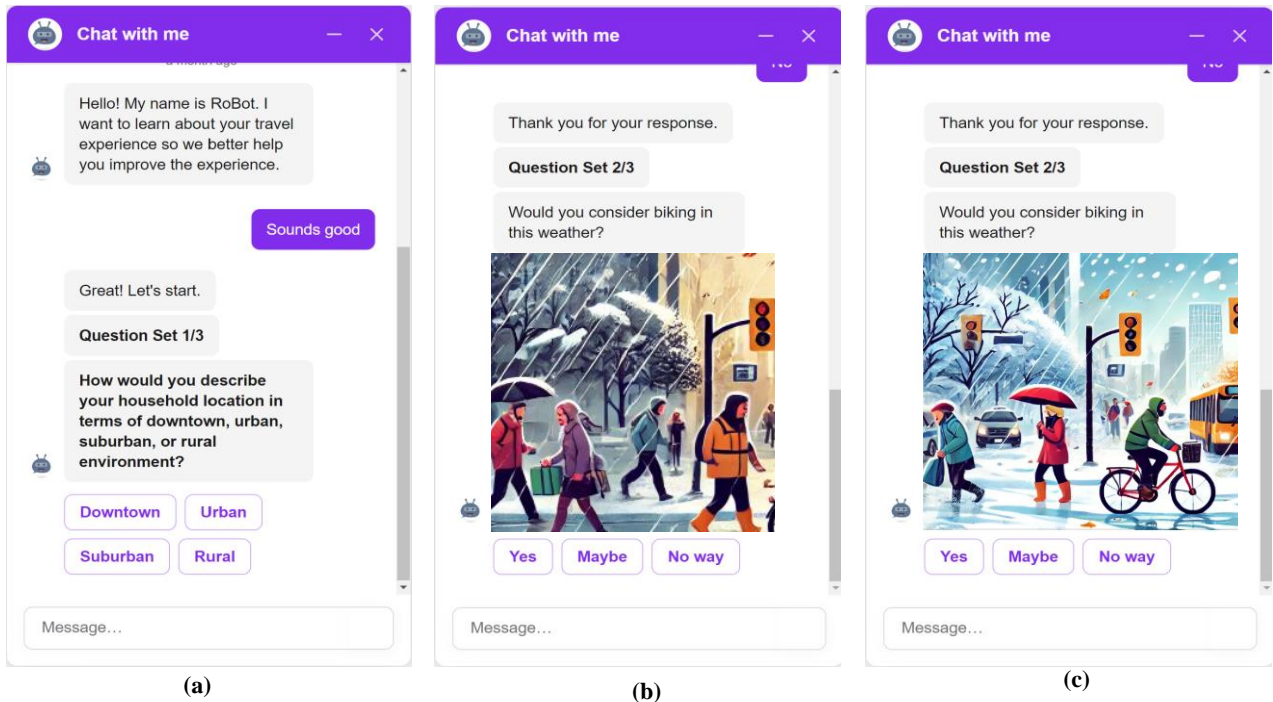 Chat with me
a month ago
Hello! My name is RoBot. I
want to learn about your travel
experience so we better help
you improve the experience.
Sounds good
Great! Let's start.
Question Set 1/3
How would you describe
your household location in
terms of downtown, urban,
suburban, or rural
environment?
Downtown
Urban
Suburban
Rural
Message…
(a)
Chat with me
No
Thank you for your response.
Question Set 2/3
Would you consider biking in
this weather?
Yes
Maybe
No way
Message…
(b)
Chat with me
No
Thank you for your response.
Question Set 2/3
Would you consider biking in
this weather?
Yes
Maybe
No way
Message…
(c)